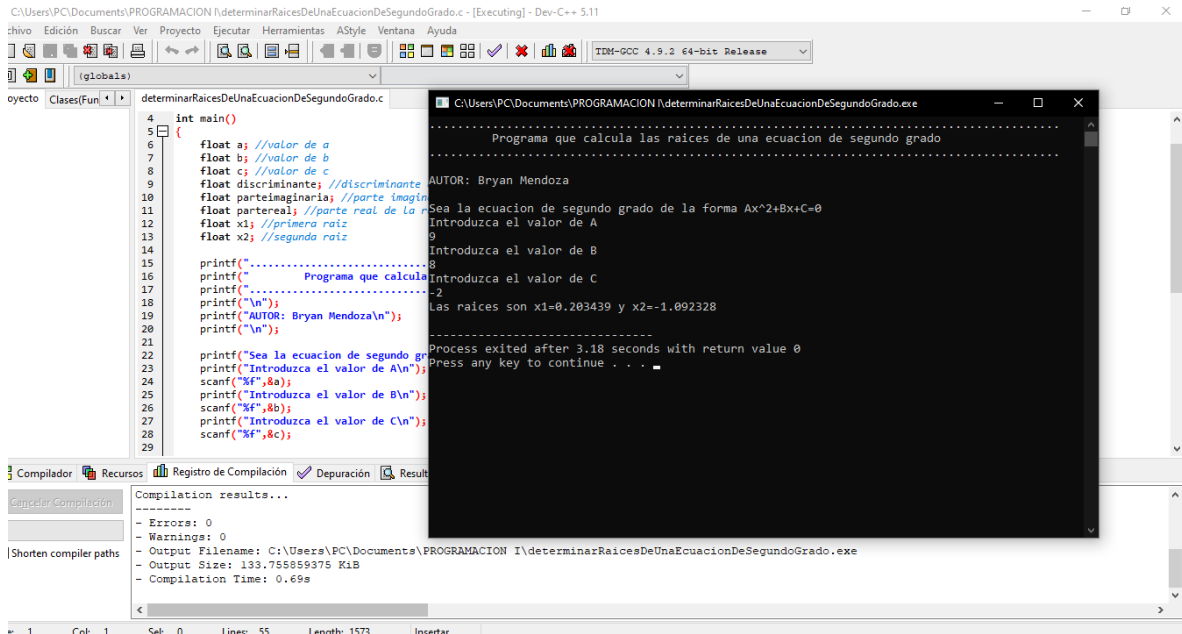 C:\Users\PC\Documents\PROGRAMACION I\determinarRaicesDeUnaEcuacionDeSegundoGrado.c - [Executing] - Dev-C++ 5.11
chivo Edición Buscar Ver Proyecto Ejecutar Herramientas AStyle Ventana Ayuda
TDM-GCC 4.9.2 64-bit Release
(globals)
oyecto Clases(Fun
determinarRaicesDeUnaEcuacionDeSegundoGrado.c
4 int main()
5 {
6 float a; //valor de a
7 float b; //valor de b
8 float c; //valor de c
9 float discriminante; //discriminante
10 float parteimaginaria; //parte imagin
11 float partereal; //parte real de la r
12 float x1; //primera raiz
13 float x2; //segunda raiz
14
15 printf("..............................
16 printf("         Programa que calcula
17 printf("..............................
18 printf("\n");
19 printf("AUTOR: Bryan Mendoza\n");
20 printf("\n");
21
22 printf("Sea la ecuacion de segundo gr
23 printf("Introduzca el valor de A\n");
24 scanf("%f",&a);
25 printf("Introduzca el valor de B\n");
26 scanf("%f",&b);
27 printf("Introduzca el valor de C\n");
28 scanf("%f",&c);
29
C:\Users\PC\Documents\PROGRAMACION I\determinarRaicesDeUnaEcuacionDeSegundoGrado.exe
..........................................................................................
Programa que calcula las raices de una ecuacion de segundo grado
..........................................................................................
AUTOR: Bryan Mendoza
Sea la ecuacion de segundo grado de la forma Ax^2+Bx+C=0
Introduzca el valor de A
9
Introduzca el valor de B
8
Introduzca el valor de C
-2
Las raices son x1=0.203439 y x2=-1.092328
--------------------------------
Process exited after 3.18 seconds with return value 0
Press any key to continue . . .
Compilador Recursos Registro de Compilación Depuración Result
Cancelar Compilación
Shorten compiler paths
Compilation results...
--------
- Errors: 0
- Warnings: 0
- Output Filename: C:\Users\PC\Documents\PROGRAMACION I\determinarRaicesDeUnaEcuacionDeSegundoGrado.exe
- Output Size: 133.755859375 KiB
- Compilation Time: 0.69s
1 Col: 1 Sel: 0 Lines: 55 Length: 1573 Insertar